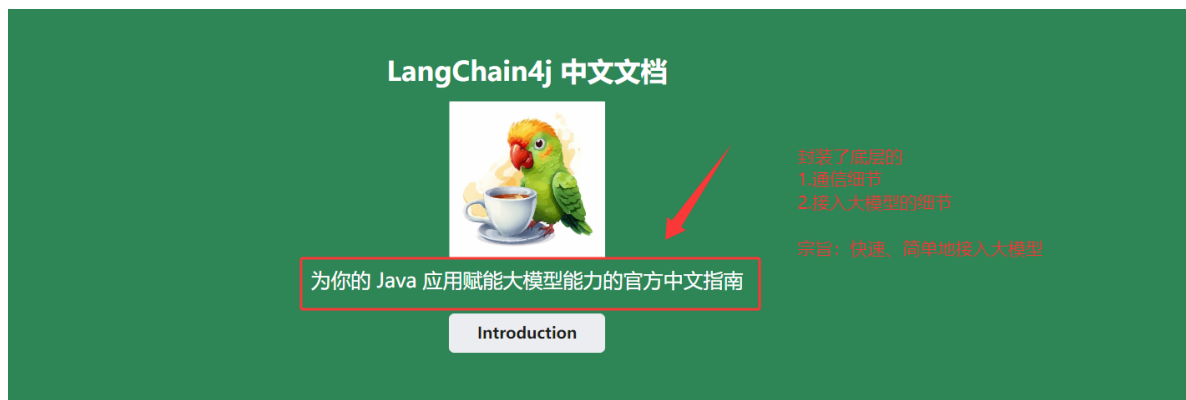 LangChain4j 中文文档
为你的 Java 应用赋能大模型能力的官方中文指南
Introduction
封装了底层的
1.通信细节
2.接入大模型的细节
宗旨：快速、简单地接入大模型